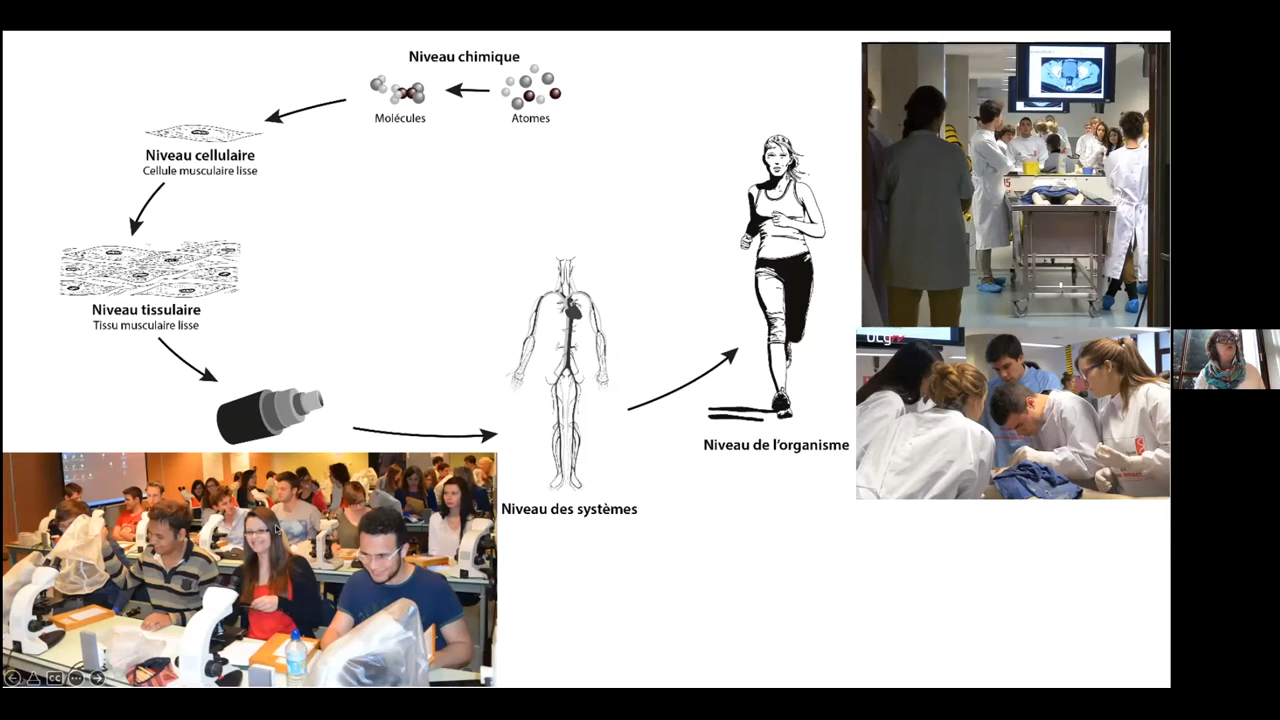 Niveau chimique
Molécules
Atomes
Niveau cellulaire
Cellule musculaire lisse
Niveau tissulaire
Tissu musculaire lisse
Niveau de l'organisme
Niveau des systèmes
CC